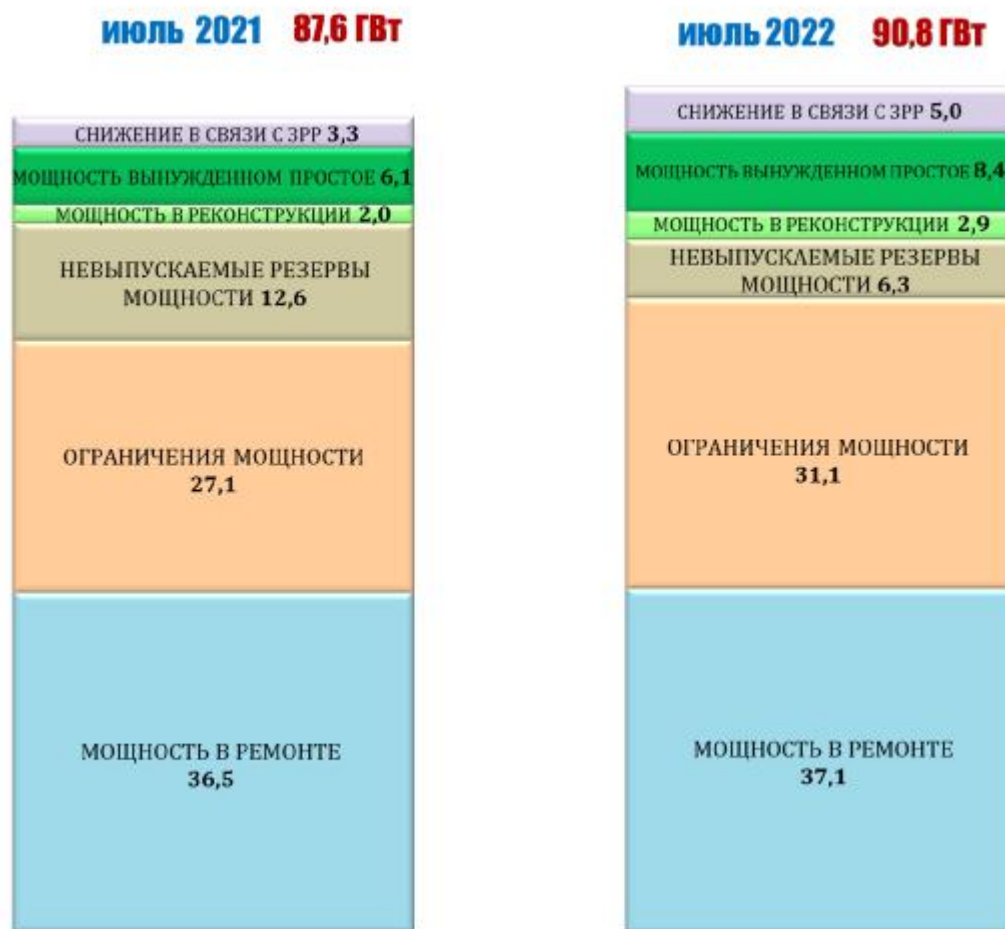 июль 2021 87,6 ГВт
СНИЖЕНИЕ В СВЯЗИ С ЗРР 3,3
МОЩНОСТЬ ВЫНУЖДЕННОМ ПРОСТОЕ 6,1
МОЩНОСТЬ В РЕКОНСТРУКЦИИ 2,0
НЕВЫПУСКАЕМЫЕ РЕЗЕРВЫ
МОЩНОСТИ 12,6
ОГРАНИЧЕНИЯ МОЩНОСТИ
27,1
МОЩНОСТЬ В РЕМОНТЕ
36,5
июль 2022 90,8 ГВт
СНИЖЕНИЕ В СВЯЗИ С ЗРР 5,0
МОЩНОСТЬ ВЫНУЖДЕННОМ ПРОСТОЕ 8,4
МОЩНОСТЬ В РЕКОНСТРУКЦИИ 2,9
НЕВЫПУСКАЕМЫЕ РЕЗЕРВЫ
МОЩНОСТИ 6,3
ОГРАНИЧЕНИЯ МОЩНОСТИ
31,1
МОЩНОСТЬ В РЕМОНТЕ
37,1